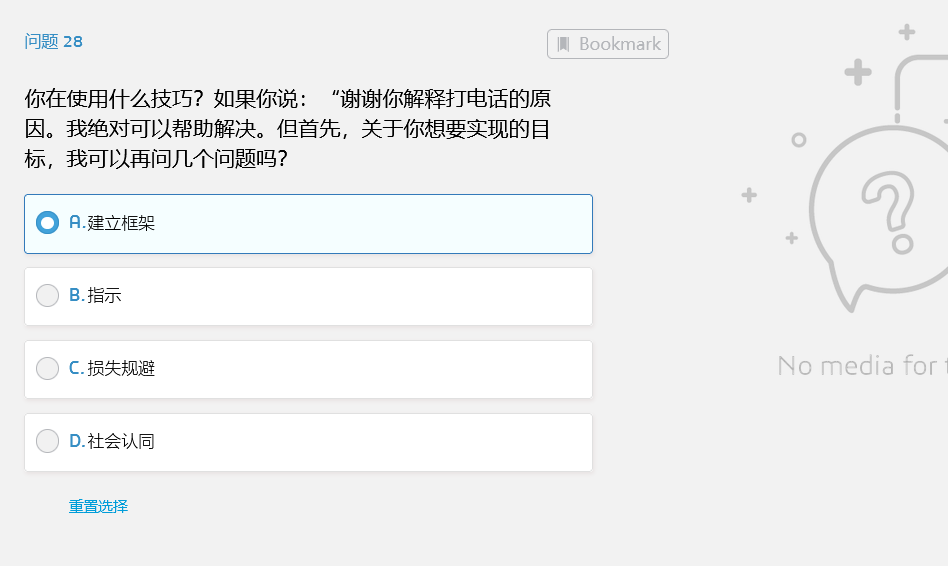 问题 28
Bookmark
你在使用什么技巧？如果你说：“谢谢你解释打电话的原
因。我绝对可以帮助解决。但首先，关于你想要实现的目
标，我可以再问几个问题吗？
A.建立框架
B.指示
C.损失规避
D.社会认同
重置选择
No media for t